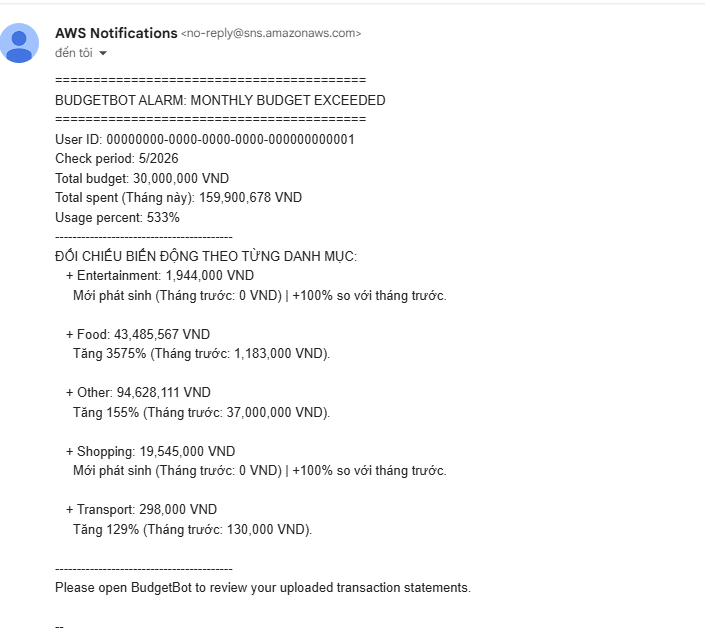 AWS Notifications <no-reply@sns.amazonaws.com>
đến tôi
=========================================
BUDGETBOT ALARM: MONTHLY BUDGET EXCEEDED
=========================================
User ID: 00000000-0000-0000-0000-000000000001
Check period: 5/2026
Total budget: 30,000,000 VND
Total spent (Tháng này): 159,900,678 VND
Usage percent: 533%
-----------------------------------------
ĐỐI CHIẾU BIẾN ĐỘNG THEO TỪNG DANH MỤC:
+ Entertainment: 1,944,000 VND
Mới phát sinh (Tháng trước: 0 VND) | +100% so với tháng trước.
+ Food: 43,485,567 VND
Tăng 3575% (Tháng trước: 1,183,000 VND).
+ Other: 94,628,111 VND
Tăng 155% (Tháng trước: 37,000,000 VND).
+ Shopping: 19,545,000 VND
Mới phát sinh (Tháng trước: 0 VND) | +100% so với tháng trước.
+ Transport: 298,000 VND
Tăng 129% (Tháng trước: 130,000 VND).
-----------------------------------------
Please open BudgetBot to review your uploaded transaction statements.
--